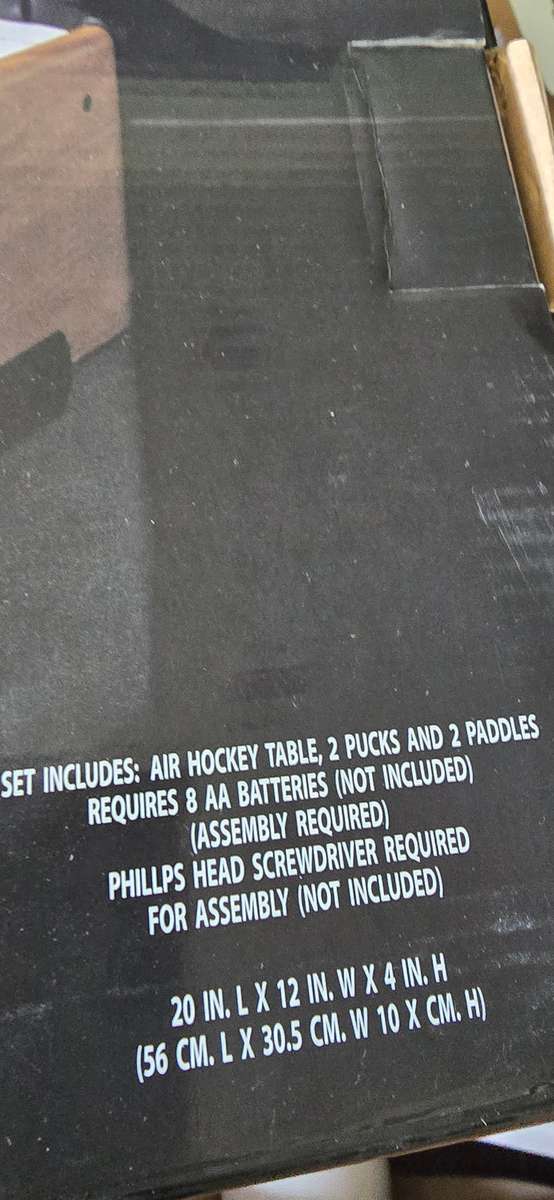 SET INCLUDES: AIR HOCKEY TABLE, 2 PUCKS AND 2 PADDLES
REQUIRES 8 AA BATTERIES (NOT INCLUDED)
(ASSEMBLY REQUIRED)
PHILLPS HEAD SCREWDRIVER REQUIRED
FOR ASSEMBLY (NOT INCLUDED)
20 IN. L X 12 IN. W X 4 IN. H
(56 CM. L X 30.5 CM. W 10 X CM. H)